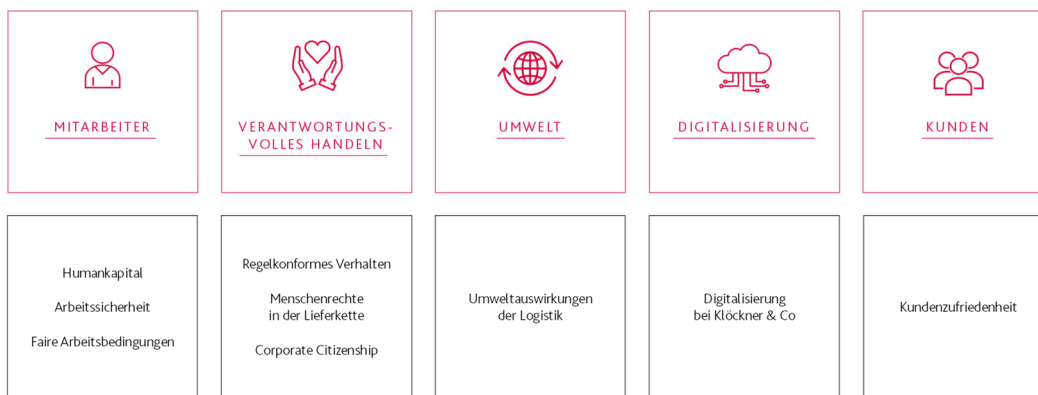 MITARBEITER
VERANTWORTUNGS-
VOLLES HANDELN
UMWELT
DIGITALISIERUNG
KUNDEN
Humankapital
Arbeitssicherheit
Faire Arbeitsbedingungen
Regelkonformes Verhalten
Menschenrechte
in der Lieferkette
Corporate Citizenship
Umweltauswirkungen
der Logistik
Digitalisierung
bei Klöckner & Co
Kundenzufriedenheit